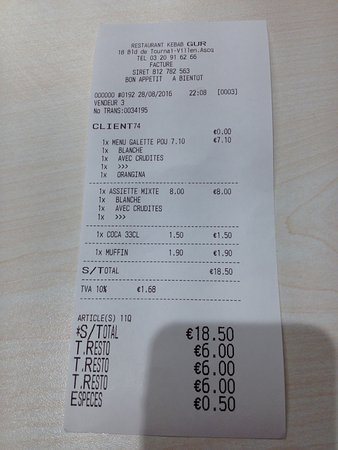 RESTAURANT KEBAB GUR
16 Bld de Tournai-Villen.Ascq
TEL 03 20 91 62 66
FACTURE
SIRET 812 782 563
BON APPETIT A BIENTOT
000000 #0192 28/08/2016 22:08 [0003]
VENDEUR 3
No TRANS:0034195
CLIENT74 €0.00
1x MENU GALETTE POU 7.10 €7.10
1x BLANCHE
1x AVEC CRUDITES
1x >>>
1x ORANGINA
1x ASSIETTE MIXTE 8.00 €8.00
1x BLANCHE
1x AVEC CRUDITES
1x >>>
1x COCA 33CL 1.50 €1.50
1x MUFFIN 1.90 €1.90
S/TOTAL €18.50
TVA 10% €1.68
ARTICLE(S) 11Q
#S/TOTAL €18.50
T.RESTO €6.00
T.RESTO €6.00
T.RESTO €6.00
ESPECES €0.50